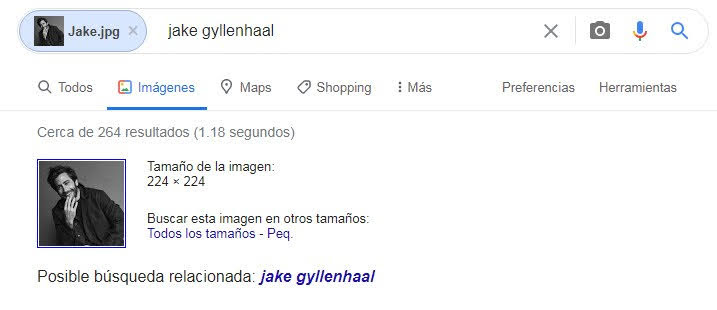 Jake.jpg × jake gyllenhaal
Todos Imágenes Maps Shopping Más Preferencias Herramientas
Cerca de 264 resultados (1.18 segundos)
Tamaño de la imagen:
224 × 224
Buscar esta imagen en otros tamaños:
Todos los tamaños - Peq.
Posible búsqueda relacionada: jake gyllenhaal